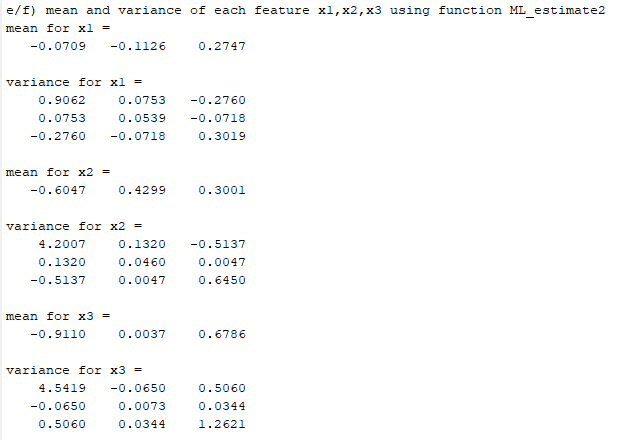 e/f) mean and variance of each feature x1,x2,x3 using function ML_estimate2
mean for x1 =
-0.0709 -0.1126 0.2747
variance for x1 =
0.9062 0.0753 -0.2760
0.0753 0.0539 -0.0718
-0.2760 -0.0718 0.3019
mean for x2 =
-0.6047 0.4299 0.3001
variance for x2 =
4.2007 0.1320 -0.5137
0.1320 0.0460 0.0047
-0.5137 0.0047 0.6450
mean for x3 =
-0.9110 0.0037 0.6786
variance for x3 =
4.5419 -0.0650 0.5060
-0.0650 0.0073 0.0344
0.5060 0.0344 1.2621